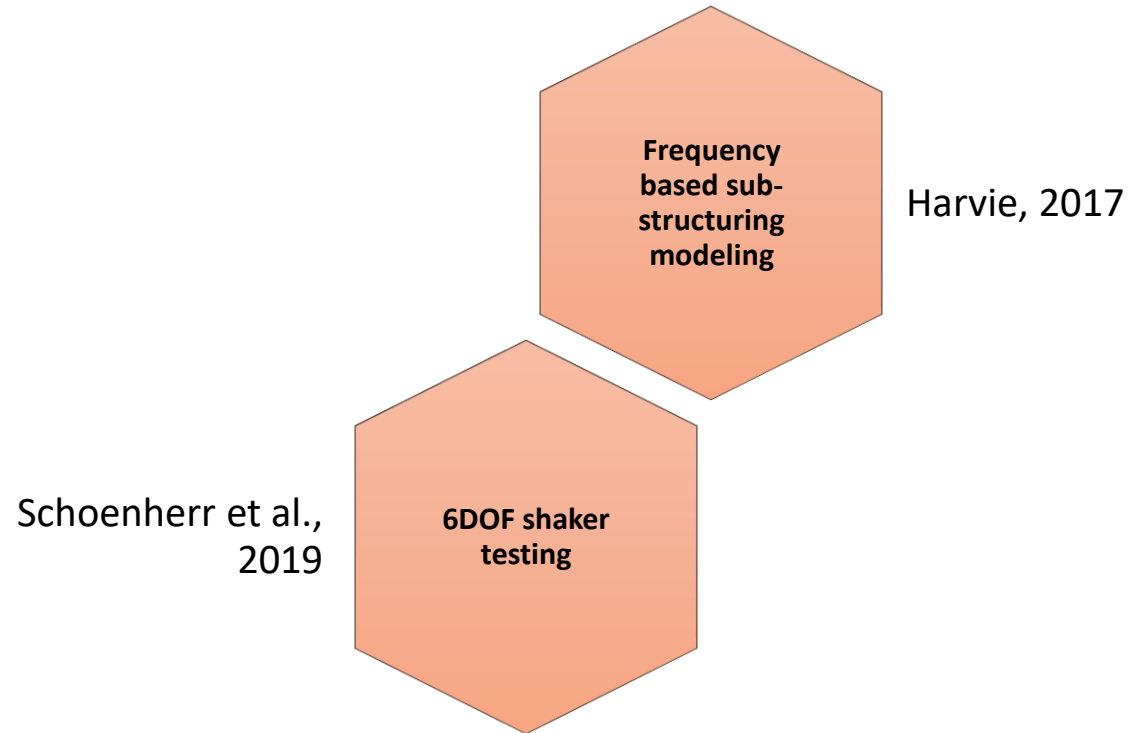 Frequency
based sub-
structuring
modeling
Harvie, 2017
Schoenherr et al.,
2019
6DOF shaker
testing